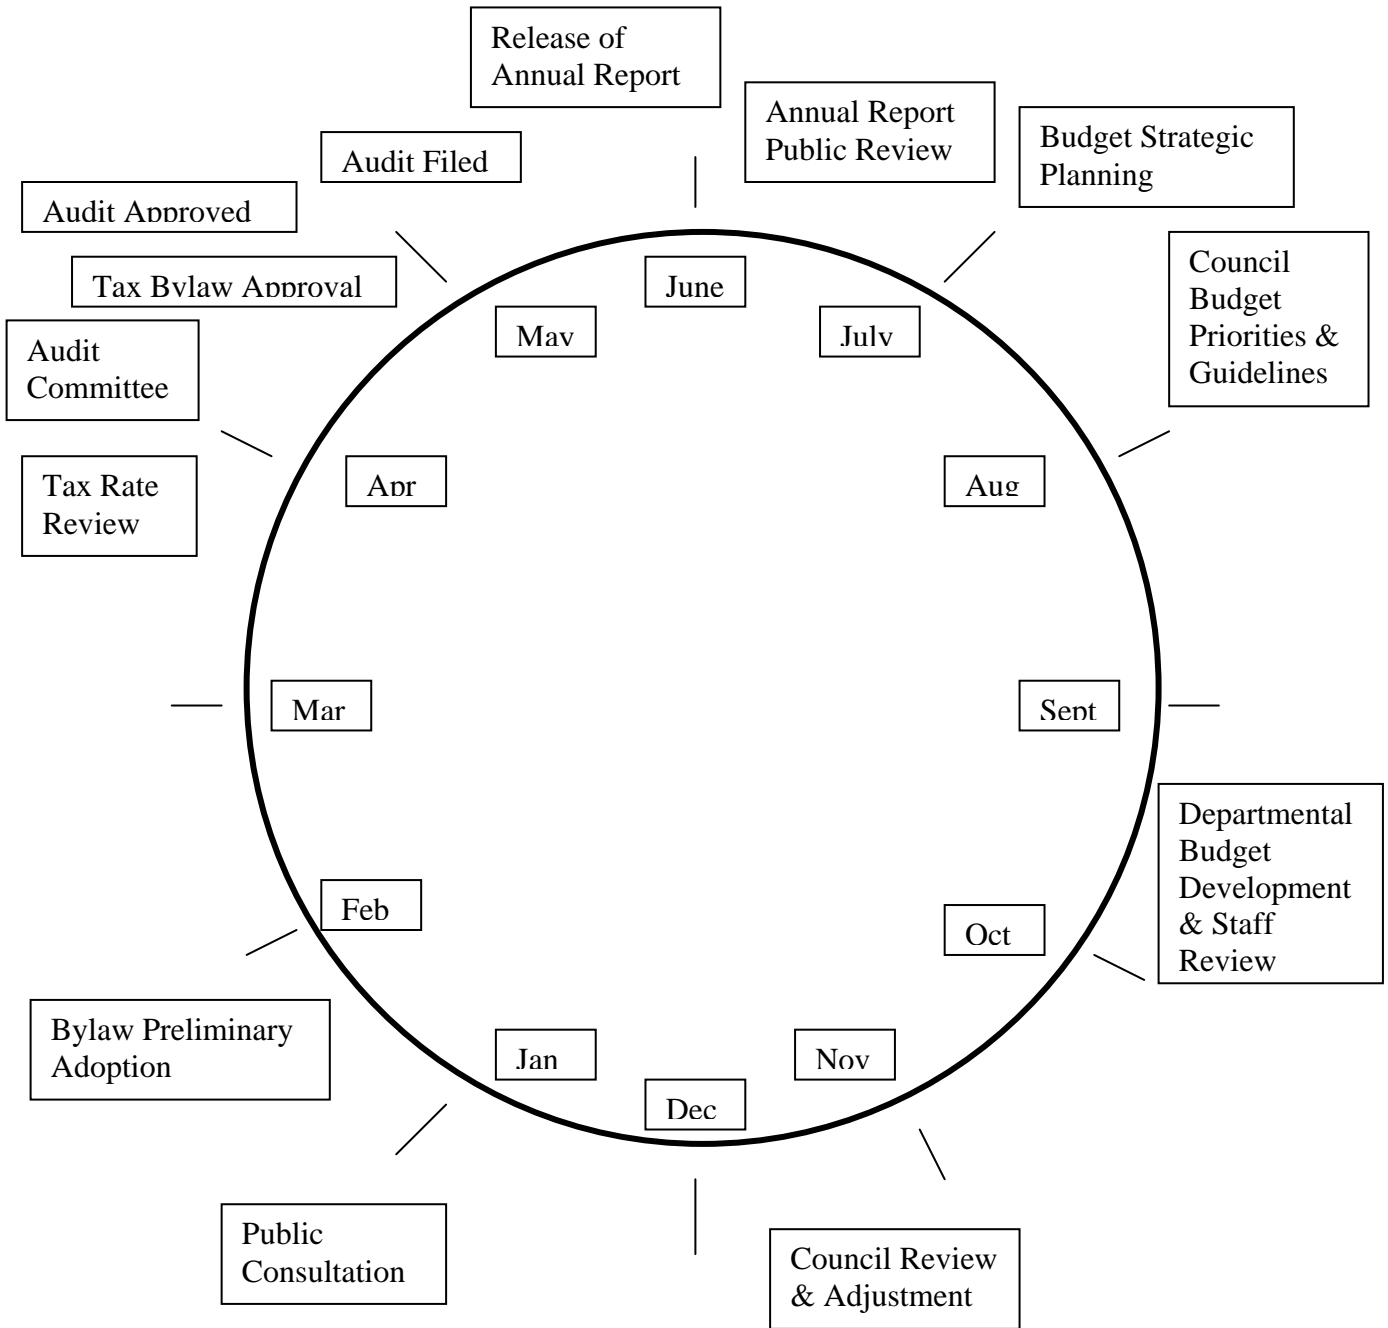 Release of
Annual Report
Annual Report
Public Review
Budget Strategic
Planning
Audit Filed
Audit Approved
Tax Bylaw Approval
Council
Budget
Priorities &
Guidelines
June
May
July
Audit
Committee
Tax Rate
Review
Apr
Aug
Mar
Sept
Departmental
Budget
Development
& Staff
Review
Feb
Oct
Bylaw Preliminary
Adoption
Jan
Nov
Dec
Public
Consultation
Council Review
& Adjustment